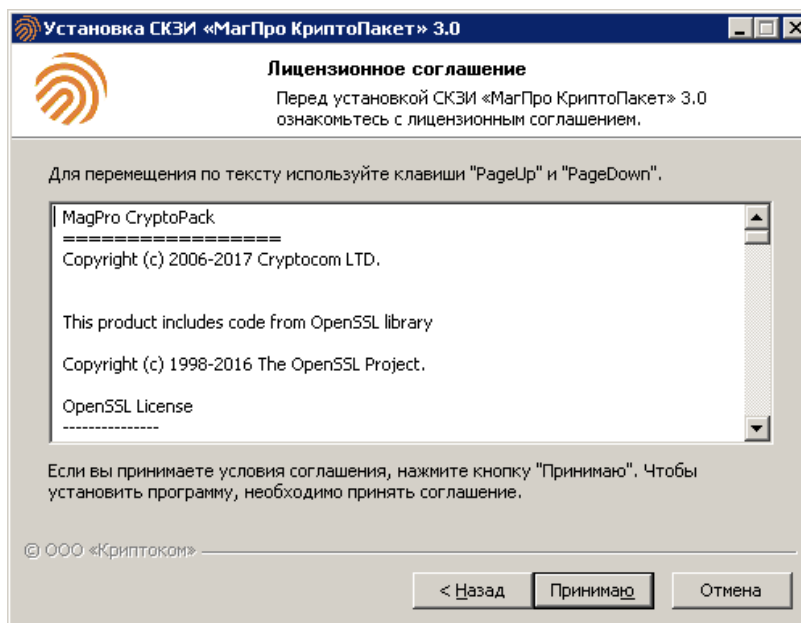 Установка СКЗИ «МагПро КриптоПакет» 3.0
Лицензионное соглашение
Перед установкой СКЗИ «МагПро КриптоПакет» 3.0
ознакомьтесь с лицензионным соглашением.
Для перемещения по тексту используйте клавиши "PageUp" и "PageDown".
MagPro CryptoPack
==================
Copyright (c) 2006-2017 Cryptocom LTD.
This product includes code from OpenSSL library
Copyright (c) 1998-2016 The OpenSSL Project.
OpenSSL License
---------------
Если вы принимаете условия соглашения, нажмите кнопку "Принимаю". Чтобы
установить программу, необходимо принять соглашение.
© ООО «Криптоком»
< Назад Принимаю Отмена